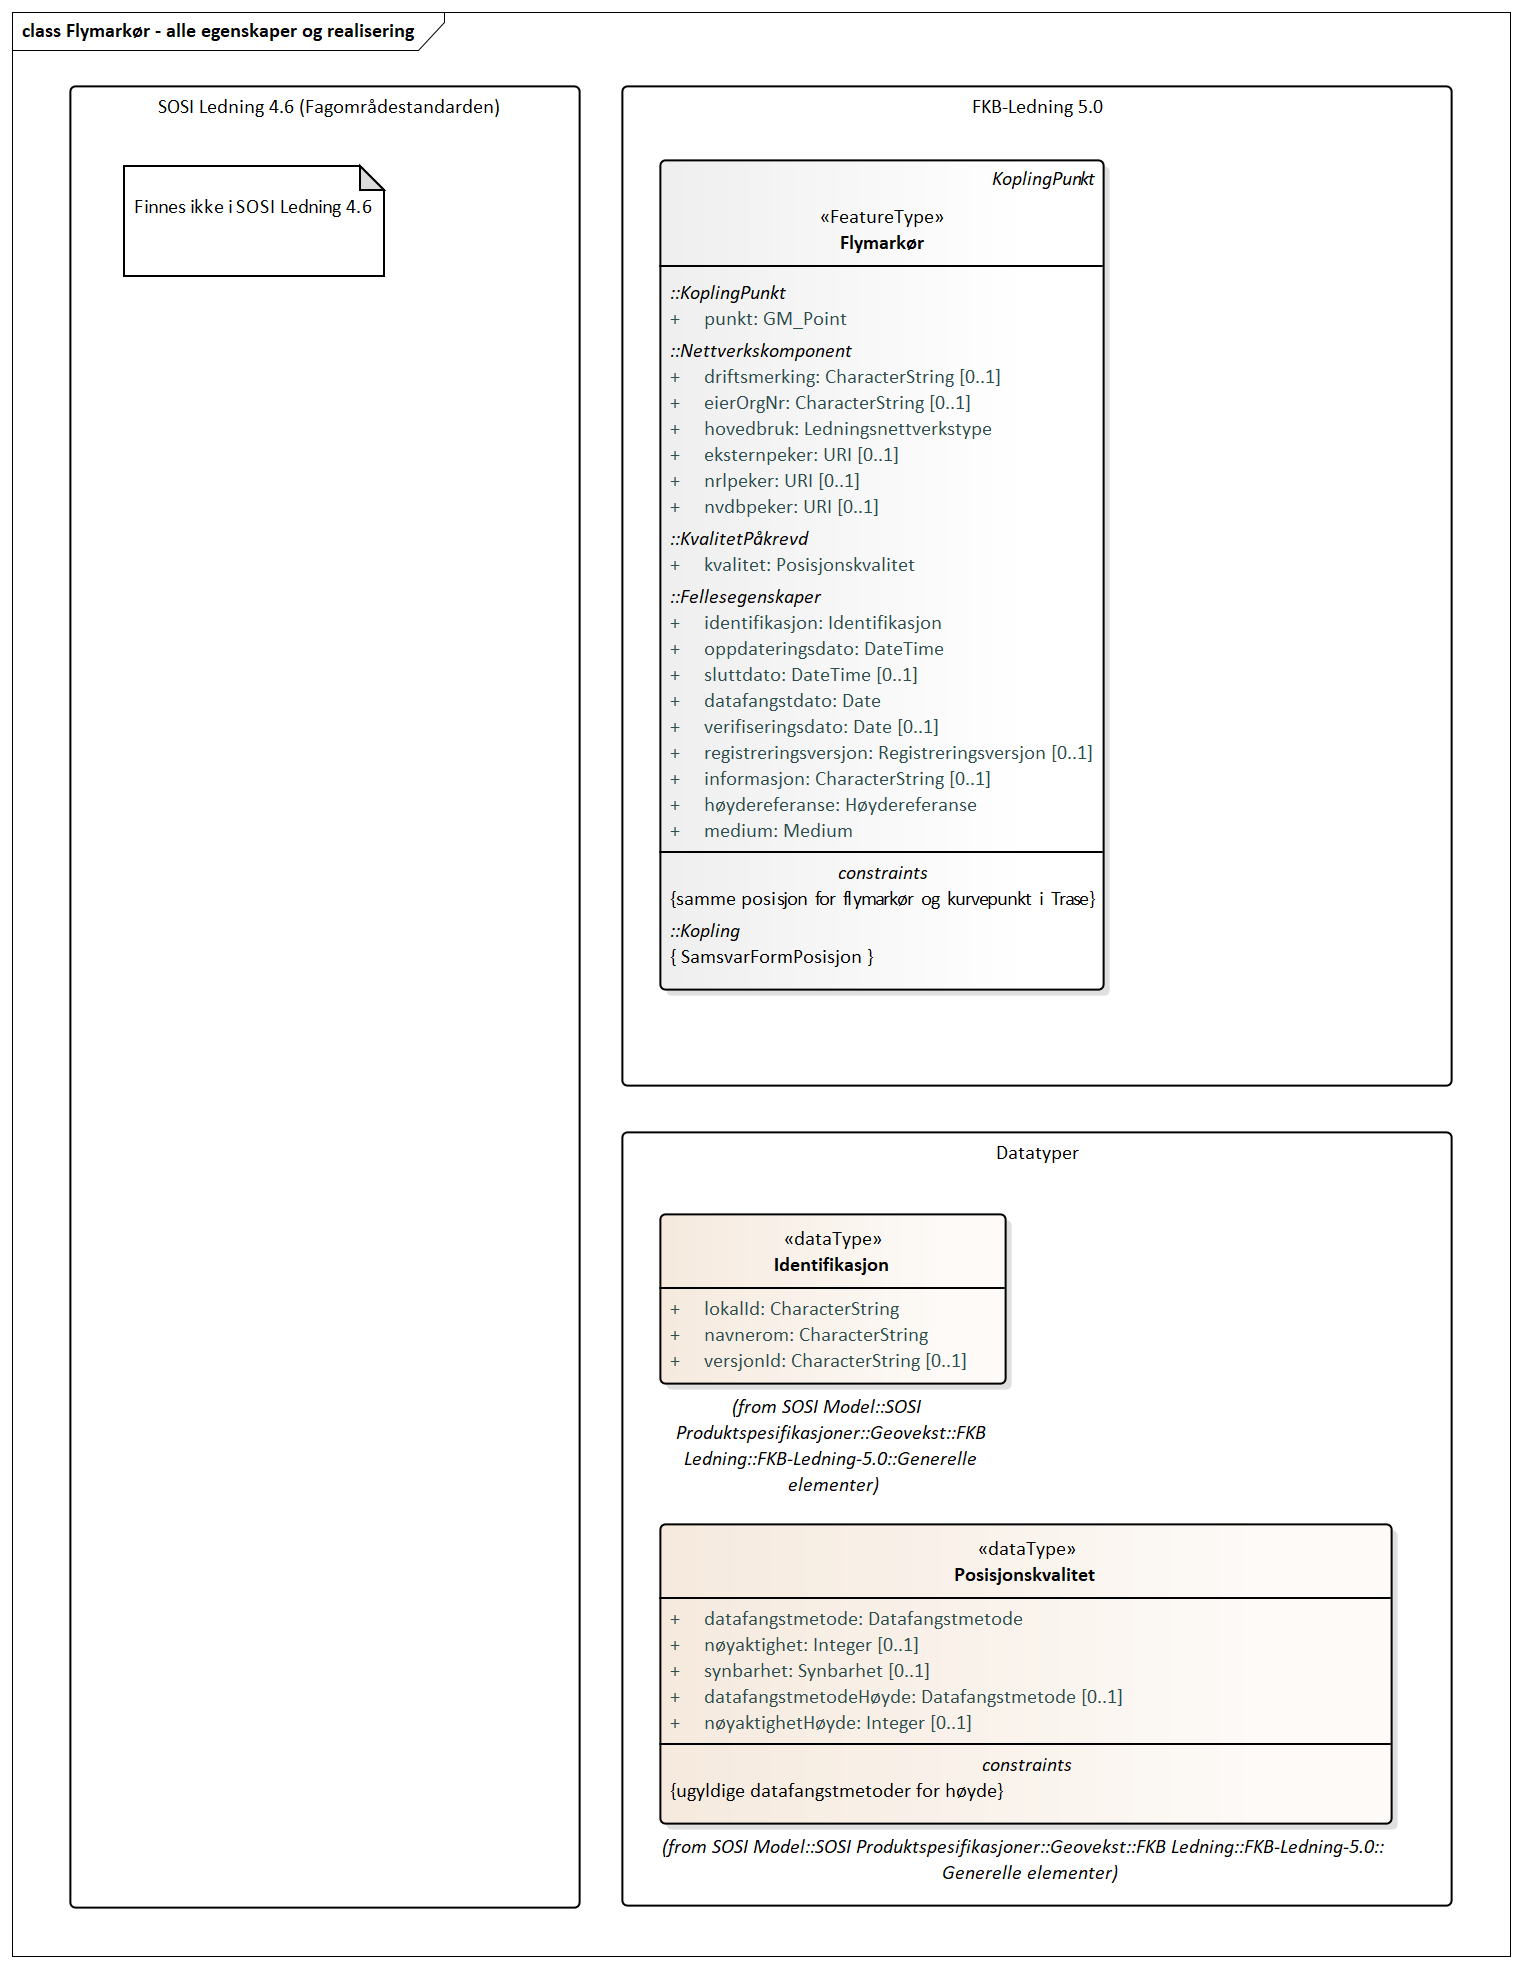 class Flymarkør - alle egenskaper og realisering
SOSI Ledning 4.6 (Fagområdestandarden)
Finnes ikke i SOSI Ledning 4.6
FKB-Ledning 5.0
KoplingPunkt
«FeatureType»
Flymarkør
::KoplingPunkt
+ punkt: GM_Point
::Nettverkskomponent
+ driftsmerking: CharacterString [0..1]
+ eierOrgNr: CharacterString [0..1]
+ hovedbruk: Ledningsnettverkstype
+ eksternpeker: URI [0..1]
+ nrlpeker: URI [0..1]
+ nvdbpeker: URI [0..1]
::KvalitetPåkrevd
+ kvalitet: Posisjonskvalitet
::Fellesegenskaper
+ identifikasjon: Identifikasjon
+ oppdateringsdato: DateTime
+ sluttdato: DateTime [0..1]
+ datafangstdato: Date
+ verifiseringsdato: Date [0..1]
+ registreringsversjon: Registreringsversjon [0..1]
+ informasjon: CharacterString [0..1]
+ høydereferanse: Høydereferanse
+ medium: Medium
constraints
{samme posisjon for flymarkør og kurvepunkt i Trase}
::Kopling
{ SamsvarFormPosisjon }
Datatyper
«dataType»
Identifikasjon
+ lokalId: CharacterString
+ navnerom: CharacterString
+ versjonId: CharacterString [0..1]
(from SOSI Model::SOSI
Produktspesifikasjoner::Geovekst::FKB
Ledning::FKB-Ledning-5.0::Generelle
elementer)
«dataType»
Posisjonskvalitet
+ datafangstmetode: Datafangstmetode
+ nøyaktighet: Integer [0..1]
+ synbarhet: Synbarhet [0..1]
+ datafangstmetodeHøyde: Datafangstmetode [0..1]
+ nøyaktighetHøyde: Integer [0..1]
constraints
{ugyldige datafangstmetoder for høyde}
(from SOSI Model::SOSI Produktspesifikasjoner::Geovekst::FKB Ledning::FKB-Ledning-5.0::
Generelle elementer)